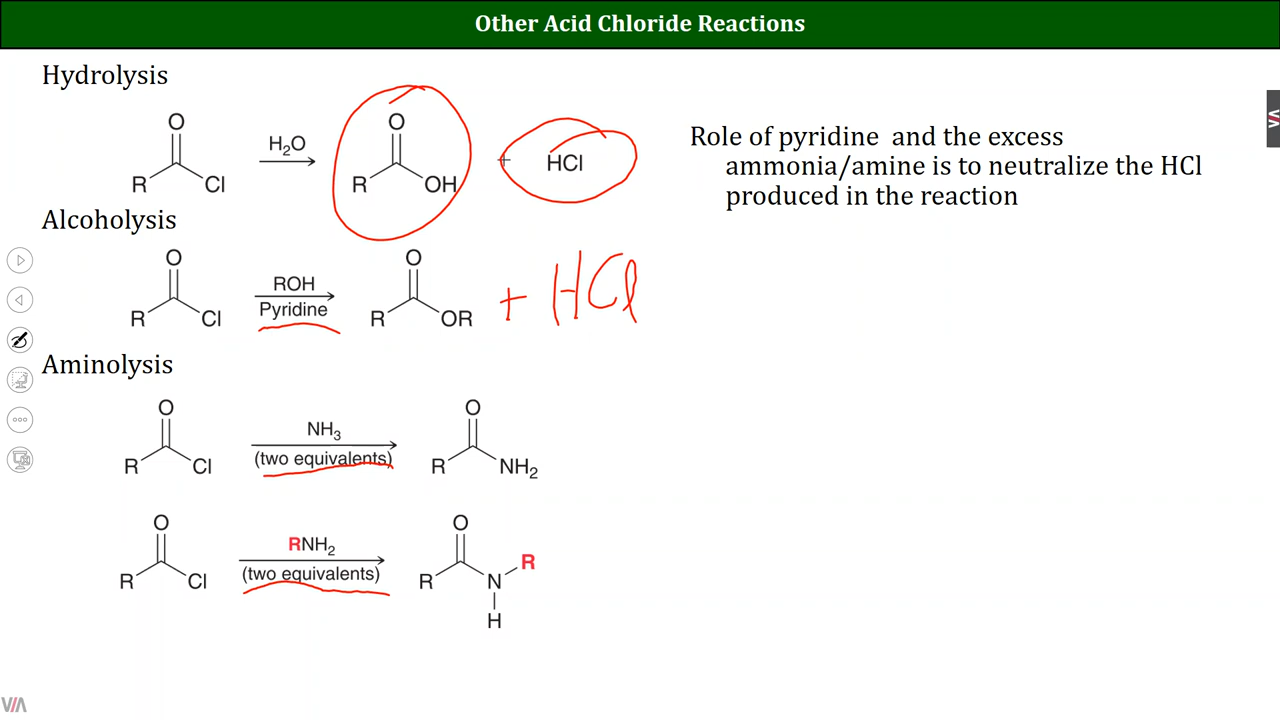 Other Acid Chloride Reactions
Hydrolysis
O
R
Cl
H₂O
O
R
OH
+
HCl
Role of pyridine and the excess
ammonia/amine is to neutralize the HCl
produced in the reaction
Alcoholysis
O
R
Cl
ROH
Pyridine
O
R
OR
+ HCl
Aminolysis
O
R
Cl
NH₃
(two equivalents)
O
R
NH₂
O
R
Cl
RNH₂
(two equivalents)
O
R
N
R
H
VIA